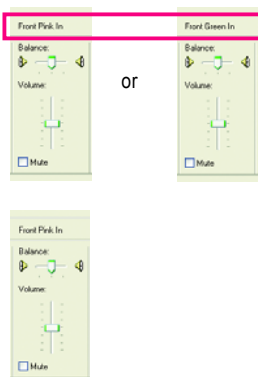 Front Pink In
Front Green In
Balance:
Balance:
or
Volume:
Volume:
Mute
Mute
Front Pink In
Balance:
Volume:
Mute